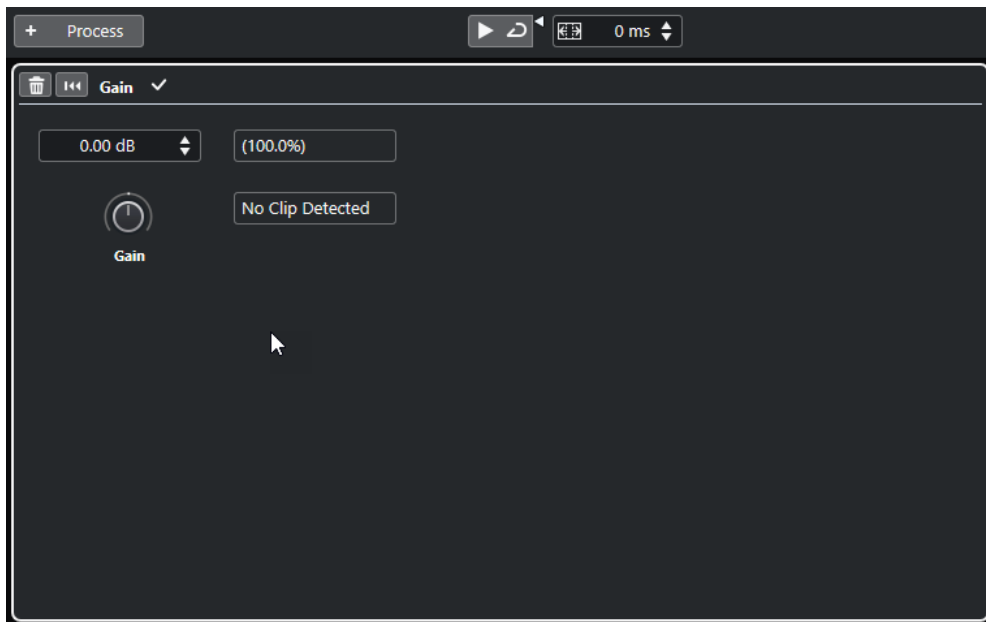 + Process
0 ms
Gain
0.00 dB
(100.0%)
No Clip Detected
Gain